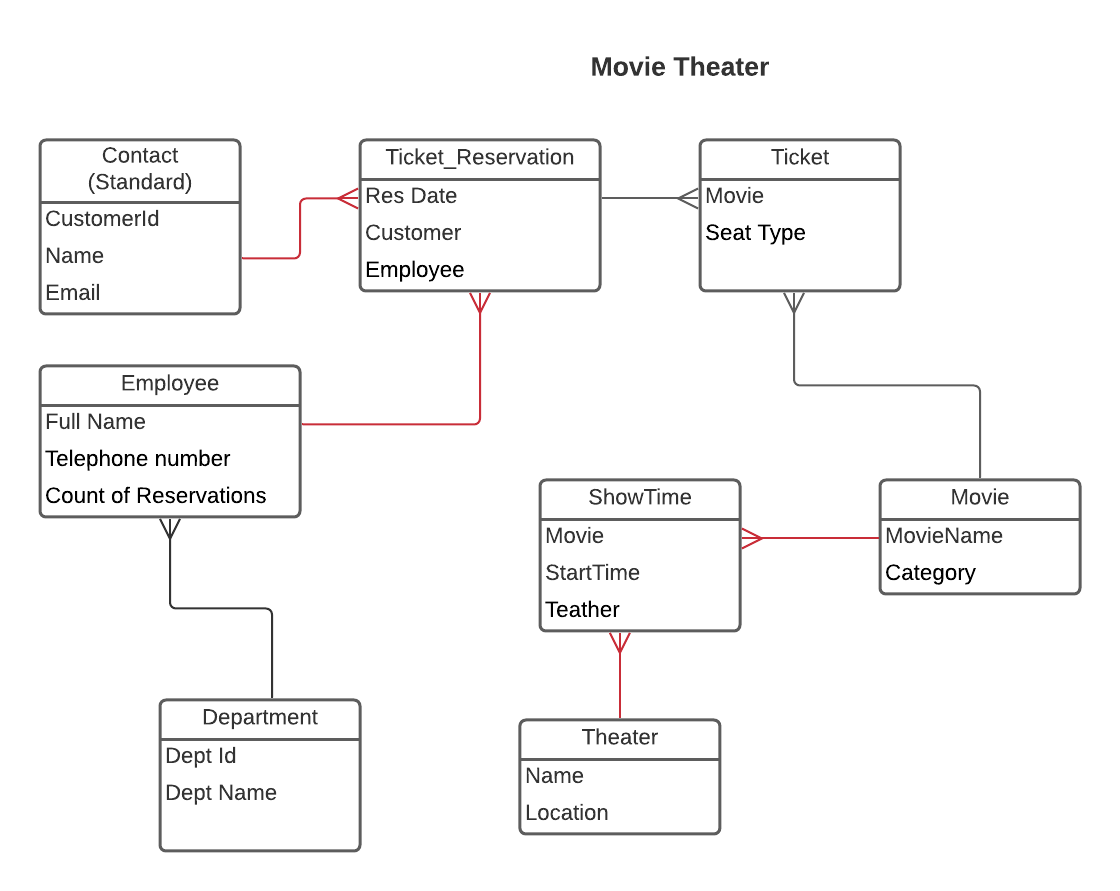 Movie Theater
Contact
(Standard)
CustomerId
Name
Email
Ticket_Reservation
Res Date
Customer
Employee
Ticket
Movie
Seat Type
Employee
Full Name
Telephone number
Count of Reservations
ShowTime
Movie
StartTime
Teather
Movie
MovieName
Category
Department
Dept Id
Dept Name
Theater
Name
Location